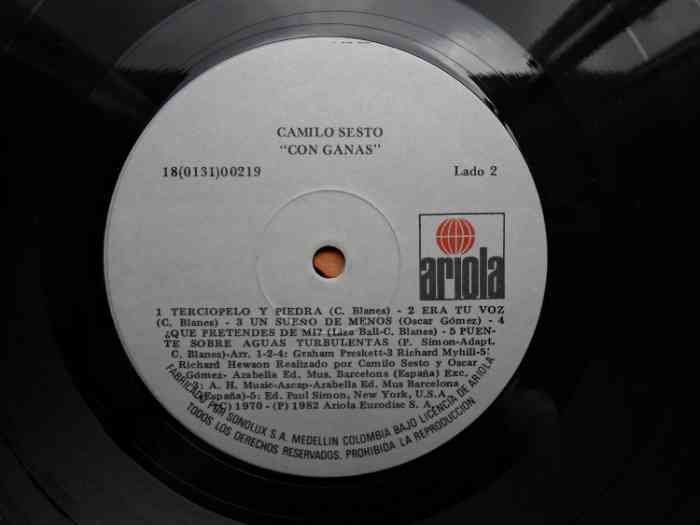 CAMILO SESTO
"CON GANAS"
18(0131)00219 Lado 2
ariola
1 TERCIOPELO Y PIEDRA (C. Blanes) - 2 ERA TU VOZ
(C. Blanes) - 3 UN SUEÑO DE MENOS (Oscar Gómez) - 4
¿QUE PRETENDES DE MI? (Liza Ball-C. Blanes) - 5 PUEN-
TE SOBRE AGUAS TURBULENTAS (P. Simon-Adapt.
C. Blanes)-Arr. 1-2-4: Graham Preskett-3 Richard Myhill-5:
Richard Hewson Realizado por Camilo Sesto y Oscar
Gómez- Arabella Ed. Mus. Barcelona (España) Exc.
3: A. H. Music-Ascap-Arabella Ed. Mus Barcelona
(España)-5: Ed. Paul Simon, New York, U.S.A.
(C) 1970 - (P) 1982 Ariola Eurodisc S. A.
FABRICADO POR SONOLUX S.A. MEDELLIN COLOMBIA BAJO LICENCIA DE ARIOLA
TODOS LOS DERECHOS RESERVADOS. PROHIBIDA LA REPRODUCCION